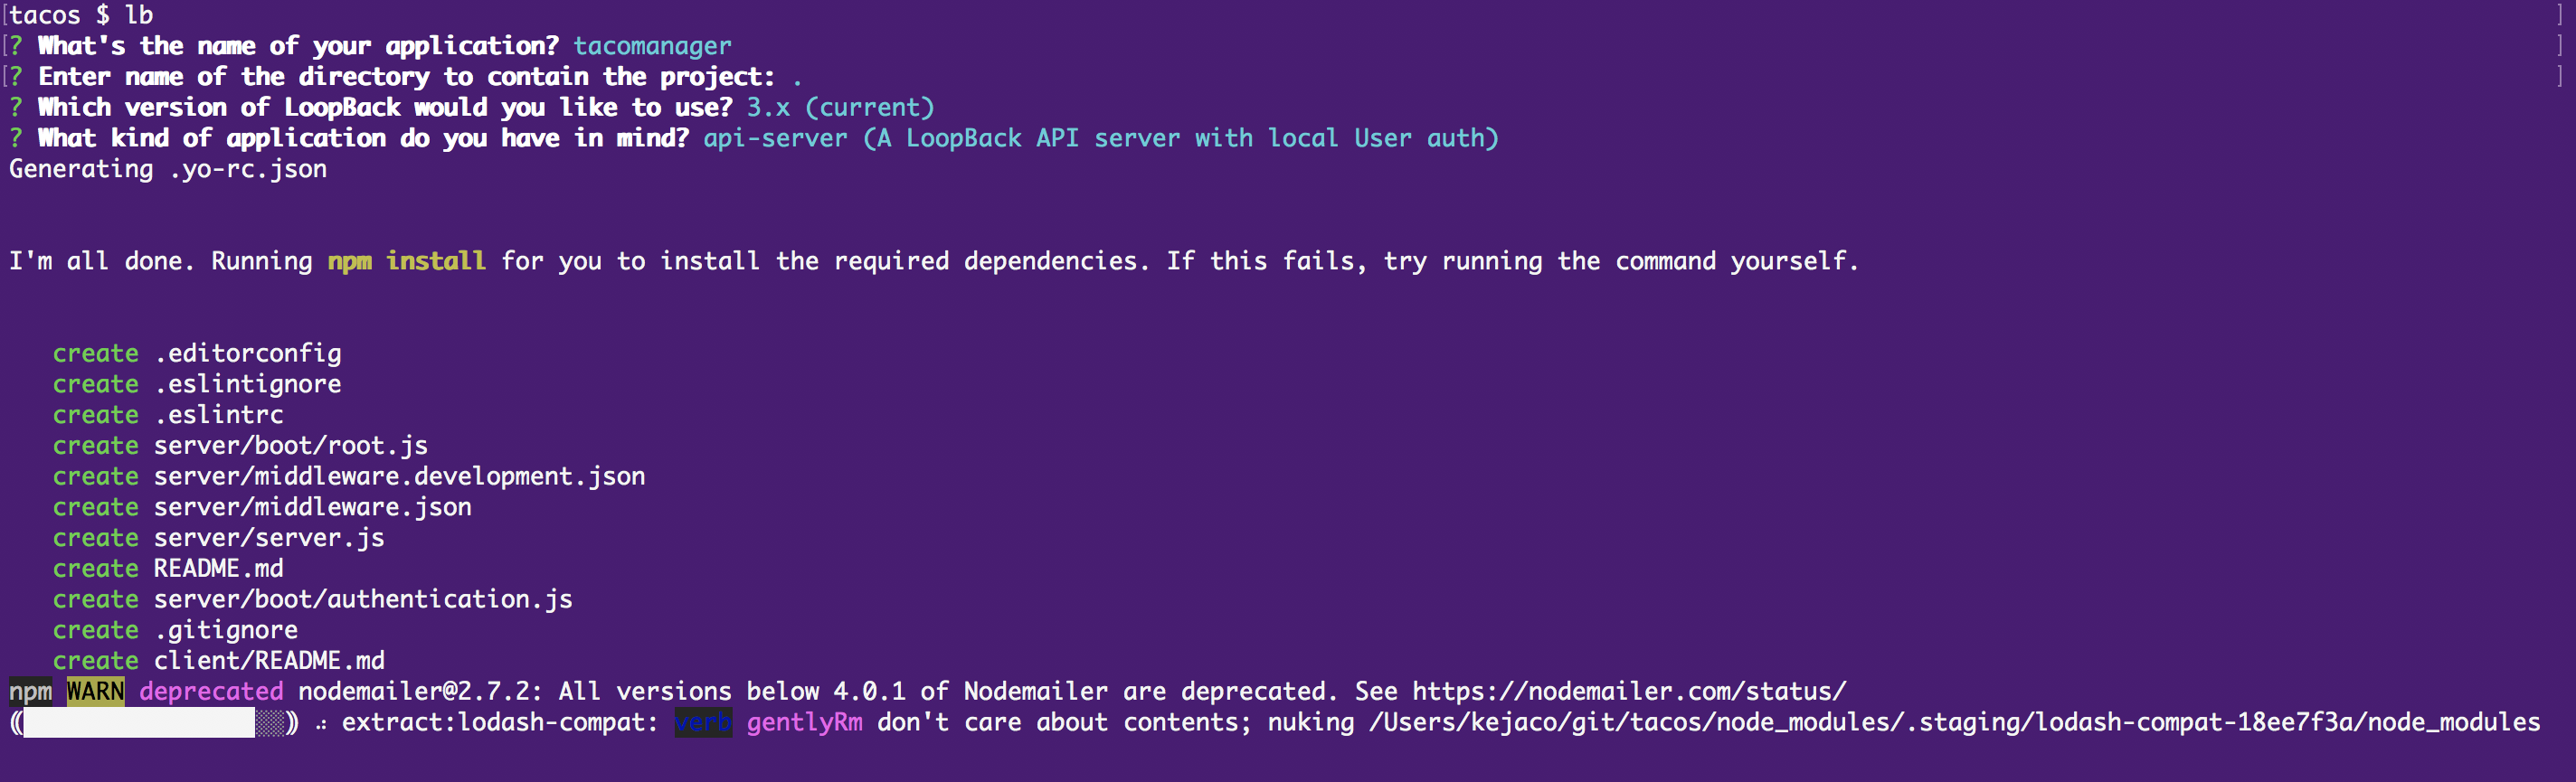 [tacos $ lb ]
[? What's the name of your application? tacomanager ]
[? Enter name of the directory to contain the project: . ]
? Which version of LoopBack would you like to use? 3.x (current)
? What kind of application do you have in mind? api-server (A LoopBack API server with local User auth)
Generating .yo-rc.json
I'm all done. Running npm install for you to install the required dependencies. If this fails, try running the command yourself.
create .editorconfig
create .eslintignore
create .eslintrc
create server/boot/root.js
create server/middleware.development.json
create server/middleware.json
create server/server.js
create README.md
create server/boot/authentication.js
create .gitignore
create client/README.md
npm WARN deprecated nodemailer@2.7.2: All versions below 4.0.1 of Nodemailer are deprecated. See https://nodemailer.com/status/
(██████████████████░░) ⠴ extract:lodash-compat: verb gentlyRm don't care about contents; nuking /Users/kejaco/git/tacos/node_modules/.staging/lodash-compat-18ee7f3a/node_modules